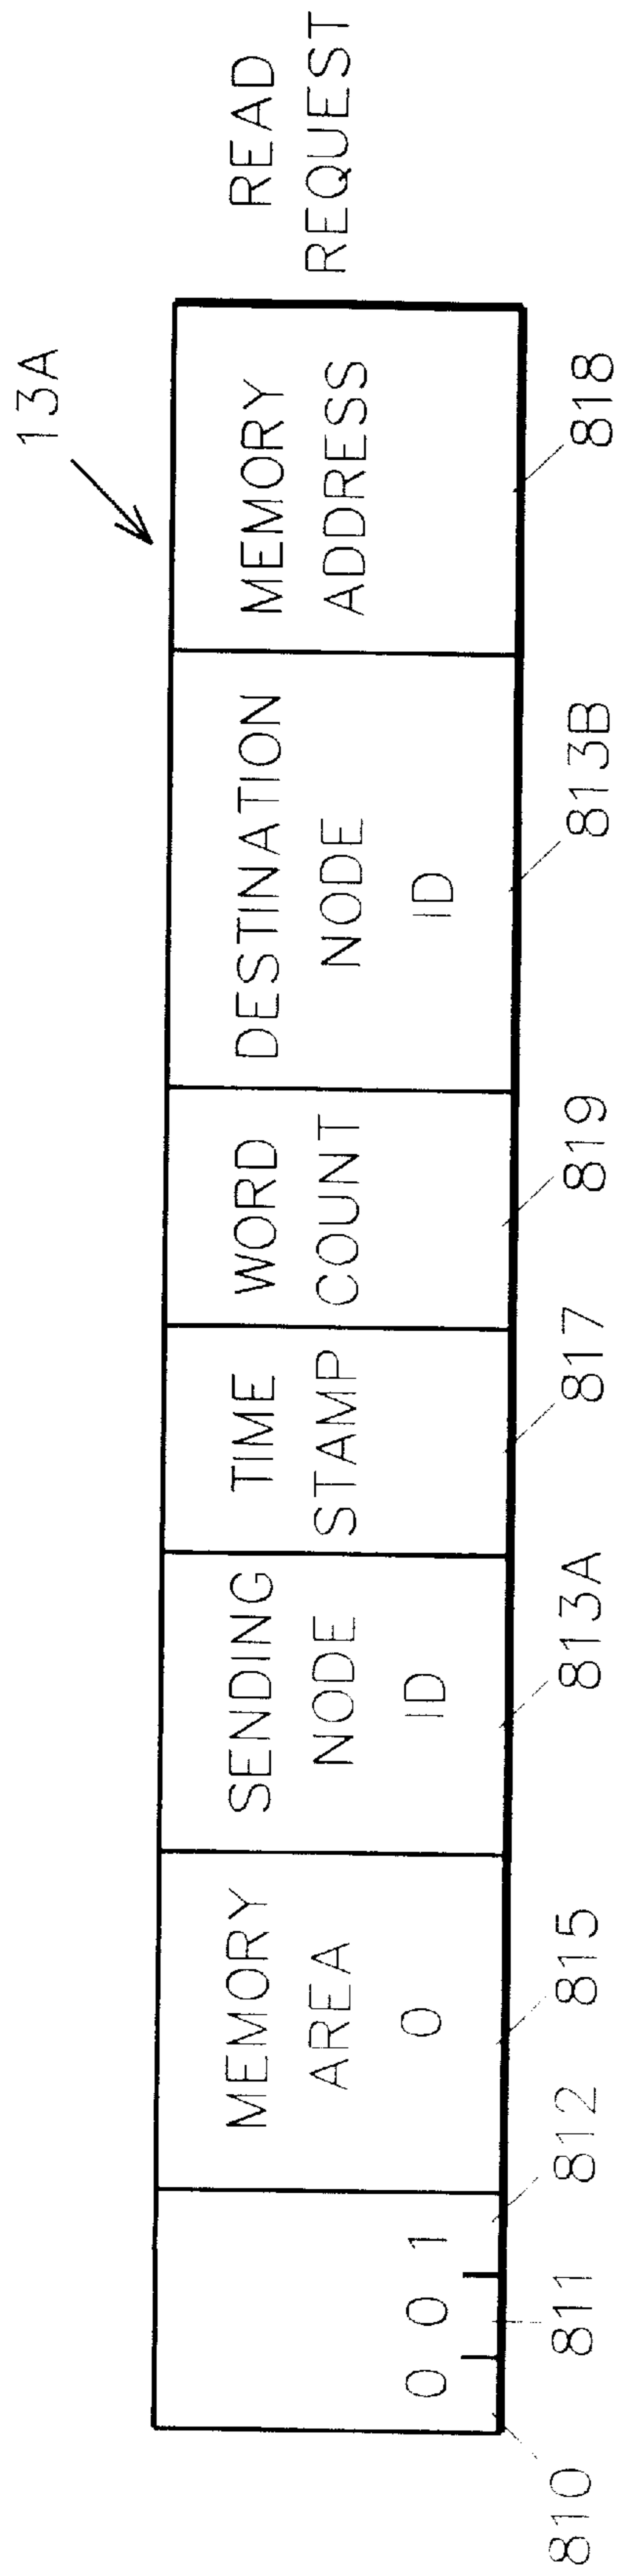 13A
0 0 1
MEMORY
AREA
0
SENDING
NODE
ID
TIME
STAMP
WORD
COUNT
DESTINATION
NODE
ID
MEMORY
ADDRESS
READ
REQUEST
810
811
812
815
813A
817
819
813B
818